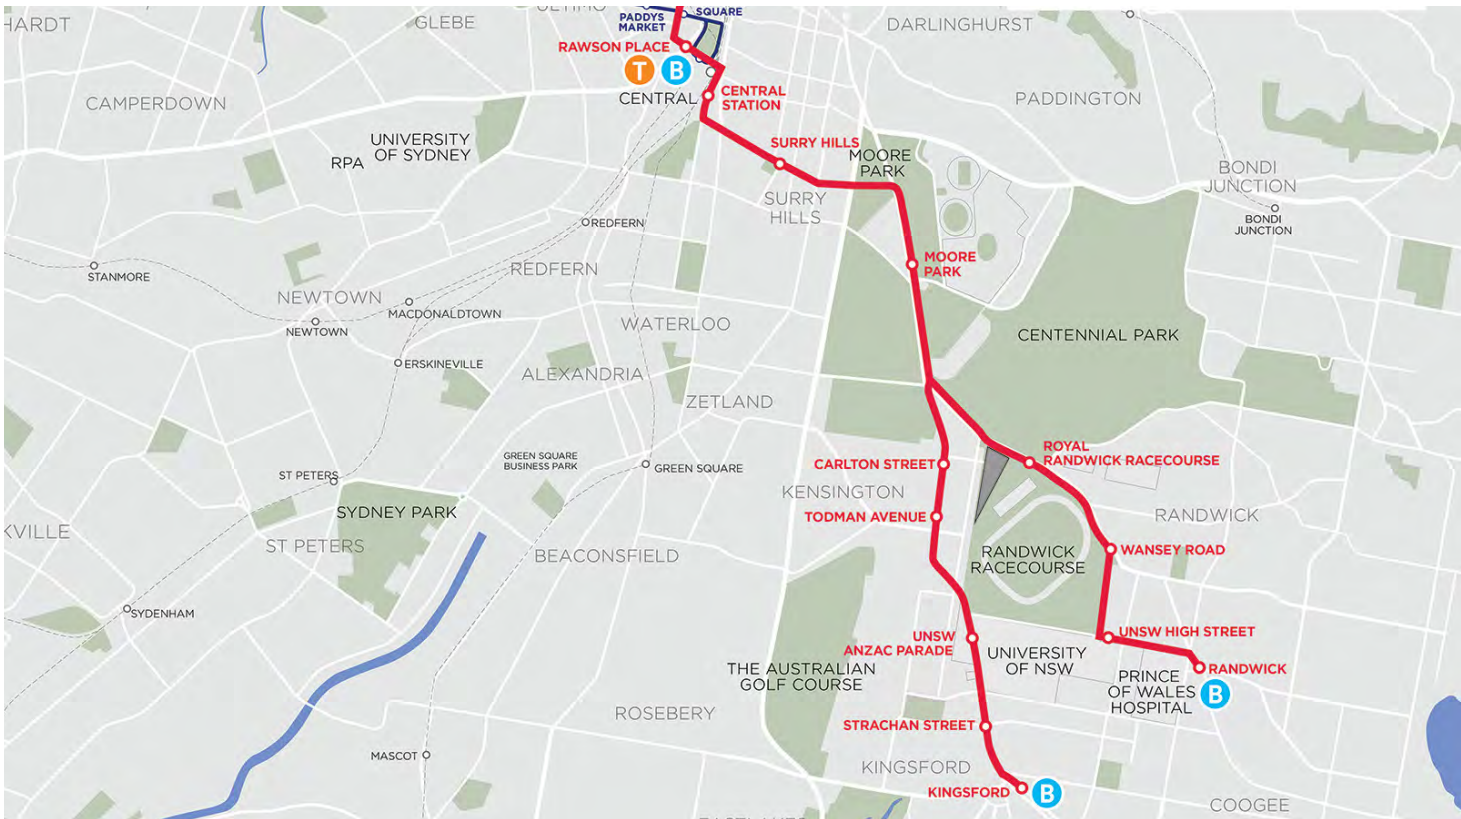 HARDT
GLEBE
ULTIMO
PADDYS
MARKET
SQUARE
DARLINGHURST
RAWSON PLACE
T
B
CENTRAL
CENTRAL
STATION
CAMPERDOWN
PADDINGTON
UNIVERSITY
OF SYDNEY
RPA
SURRY HILLS
MOORE
PARK
BONDI
JUNCTION
SURRY
HILLS
BONDI
JUNCTION
REDFERN
STANMORE
REDFERN
MOORE
PARK
NEWTOWN
MACDONALDTOWN
NEWTOWN
WATERLOO
CENTENNIAL PARK
ERSKINEVILLE
ALEXANDRIA
ZETLAND
GREEN SQUARE
BUSINESS PARK
GREEN SQUARE
CARLTON STREET
ROYAL
RANDWICK RACECOURSE
ST PETERS
KENSINGTON
SYDNEY PARK
TODMAN AVENUE
RANDWICK
KVILLE
ST PETERS
BEACONSFIELD
RANDWICK
RACECOURSE
WANSEY ROAD
SYDENHAM
UNSW
ANZAC PARADE
UNIVERSITY
OF NSW
UNSW HIGH STREET
THE AUSTRALIAN
GOLF COURSE
RANDWICK
PRINCE
OF WALES
HOSPITAL
B
ROSEBERY
STRACHAN STREET
MASCOT
KINGSFORD
KINGSFORD
B
COOGEE